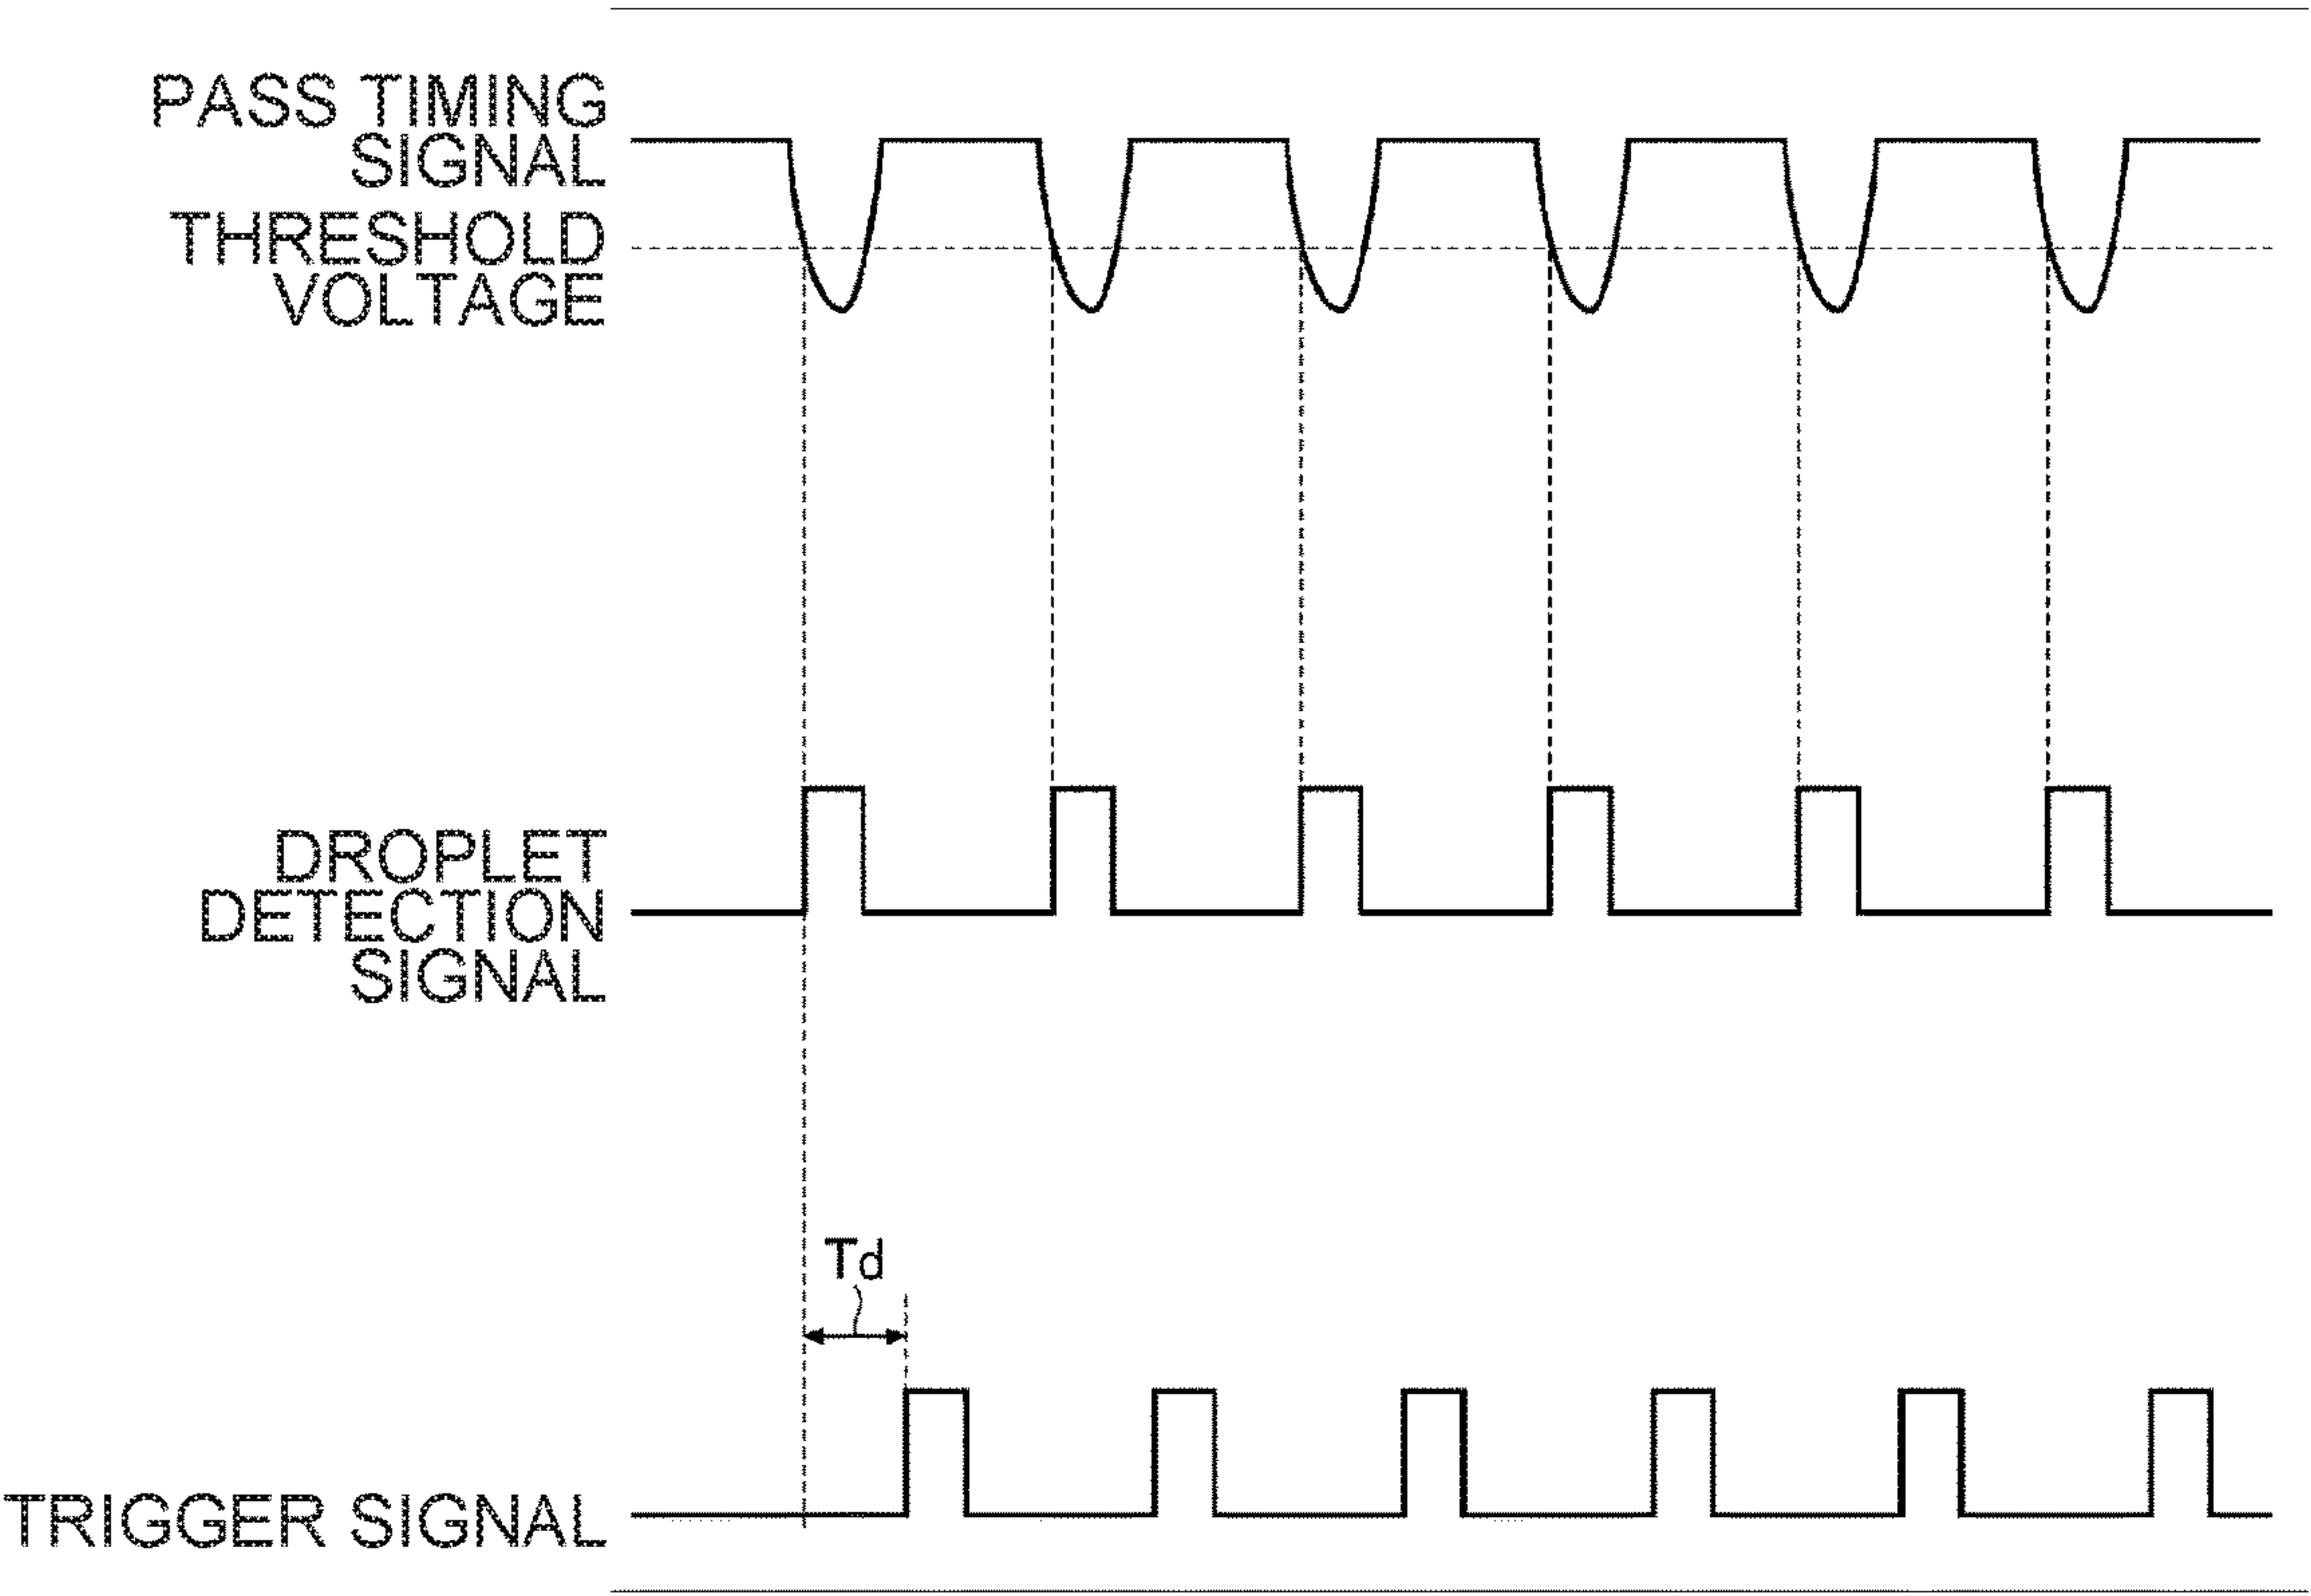 PASS TIMING
SIGNAL
THRESHOLD
VOLTAGE
DROPLET
DETECTION
SIGNAL
Td
TRIGGER SIGNAL